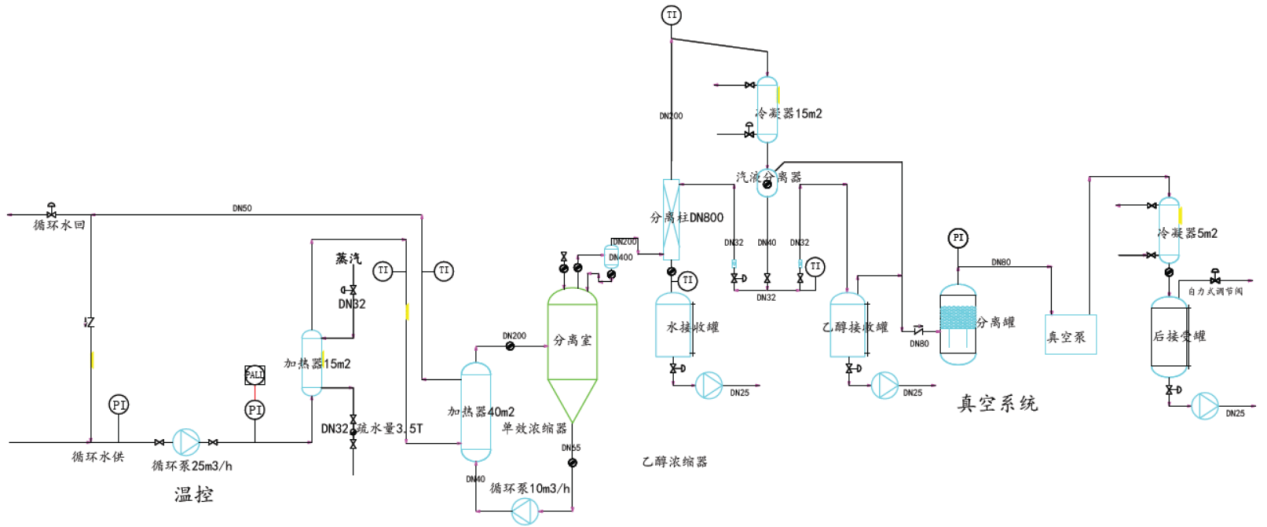 TI
冷凝器15m2
DN200
汽液分离器
分离柱DN800
DN50
循环水回
蒸汽
DN32
TI
TI
DN200
DN400
DN32
DN40
DN32
TI
DN32
TI
PI
DN80
冷凝器5m2
自力式调节阀
水接收罐
乙醇接收罐
分离罐
DN80
真空泵
后接受罐
加热器15m2
分离室
DN200
PI
PI
DN25
DN25
DN25
加热器40m2
单效浓缩器
真空系统
DN32
疏水量3.5T
循环水供
循环泵25m3/h
DN65
乙醇浓缩器
DN40
循环泵10m3/h
温控